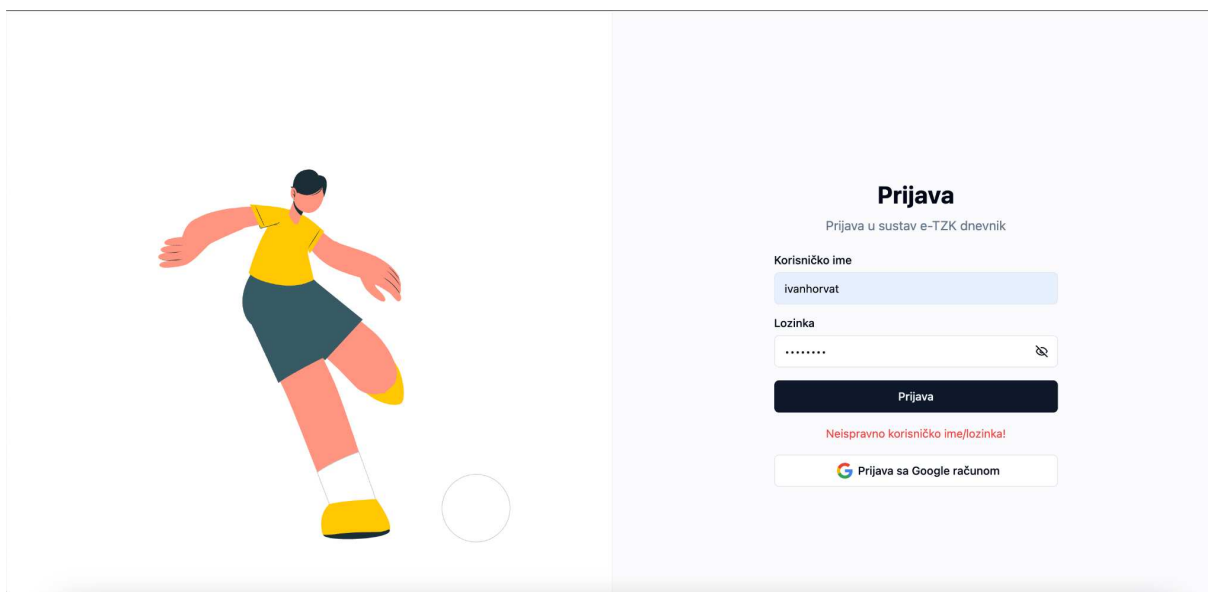 Prijava
Prijava u sustav e-TZK dnevnik
Korisničko ime
ivanhorvat
Lozinka
........
Prijava
Neispravno korisničko ime/lozinka!
Prijava sa Google računom